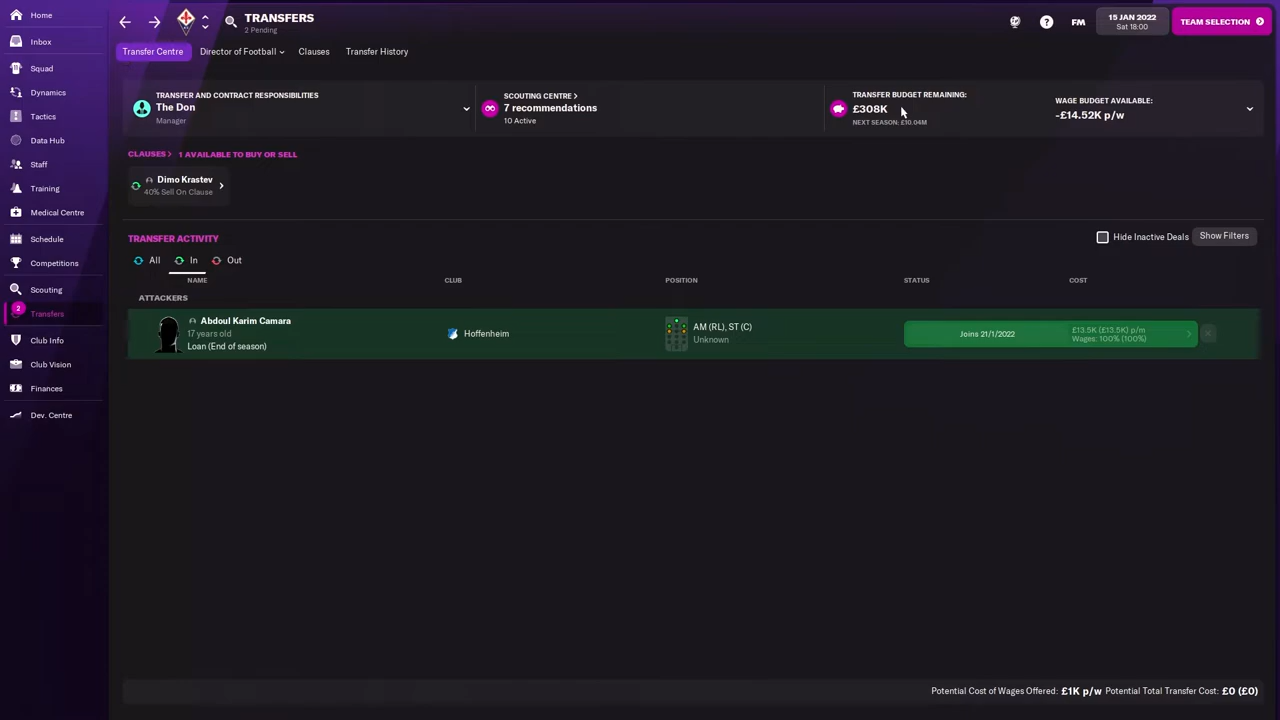 Home
TRANSFERS
2 Pending
15 JAN 2022
Sat 18:00
FM
TEAM SELECTION
Inbox
Transfer Centre
Director of Football
Clauses
Transfer History
Squad
Dynamics
Tactics
Data Hub
Staff
Training
Medical Centre
Schedule
Competitions
Scouting
2
Transfers
Club Info
Club Vision
Finances
Dev. Centre
TRANSFER AND CONTRACT RESPONSIBILITIES
The Don
Manager
SCOUTING CENTRE >
7 recommendations
10 Active
TRANSFER BUDGET REMAINING:
£308K
NEXT SEASON: £10.04M
WAGE BUDGET AVAILABLE:
-£14.52K p/w
CLAUSES > 1 AVAILABLE TO BUY OR SELL
Dimo Krastev
40% Sell On Clause
TRANSFER ACTIVITY
Hide Inactive Deals
Show Filters
All In Out
NAME CLUB POSITION STATUS COST
ATTACKERS
Abdoul Karim Camara
17 years old
Loan (End of season)
Hoffenheim
AM (RL), ST (C)
Unknown
Joins 21/1/2022
£13.5K (£13.5K) p/m
Wages: 100% (100%)
Potential Cost of Wages Offered: £1K p/w Potential Total Transfer Cost: £0 (£0)